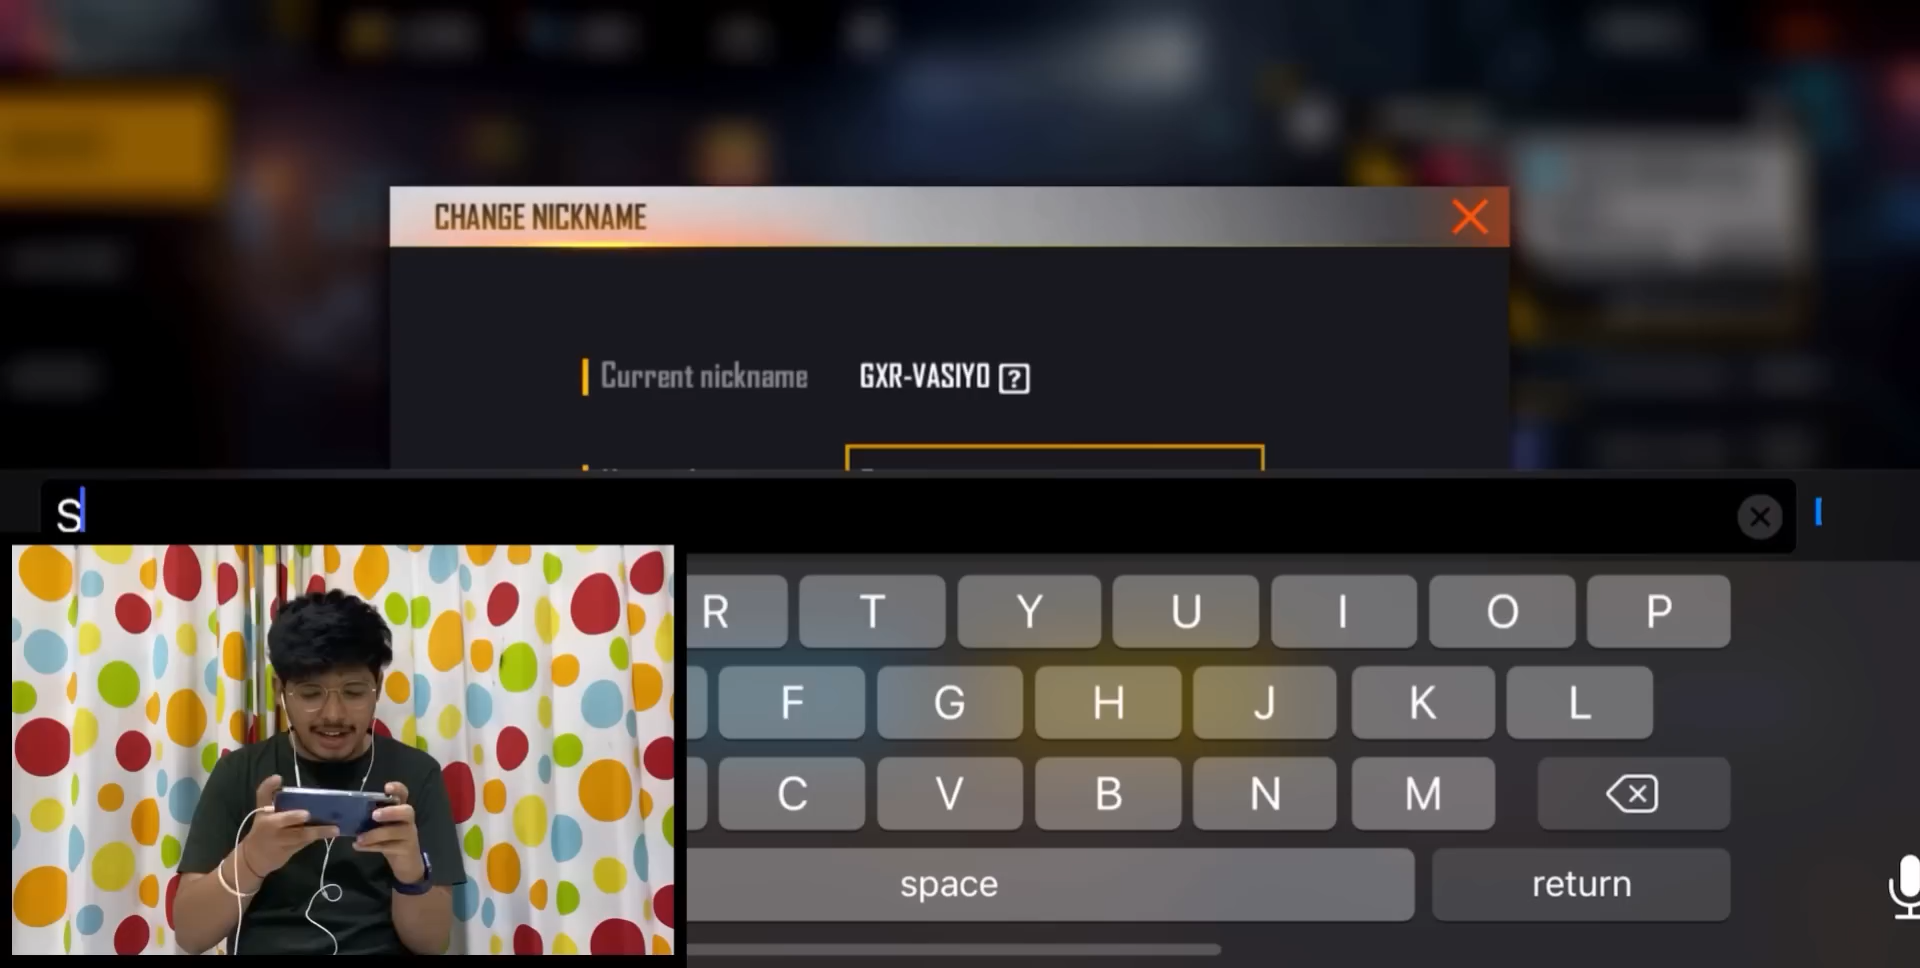 CHANGE NICKNAME
Current nickname GXR-VASIYO ?
S
R T Y U I O P
F G H J K L
C V B N M
space return